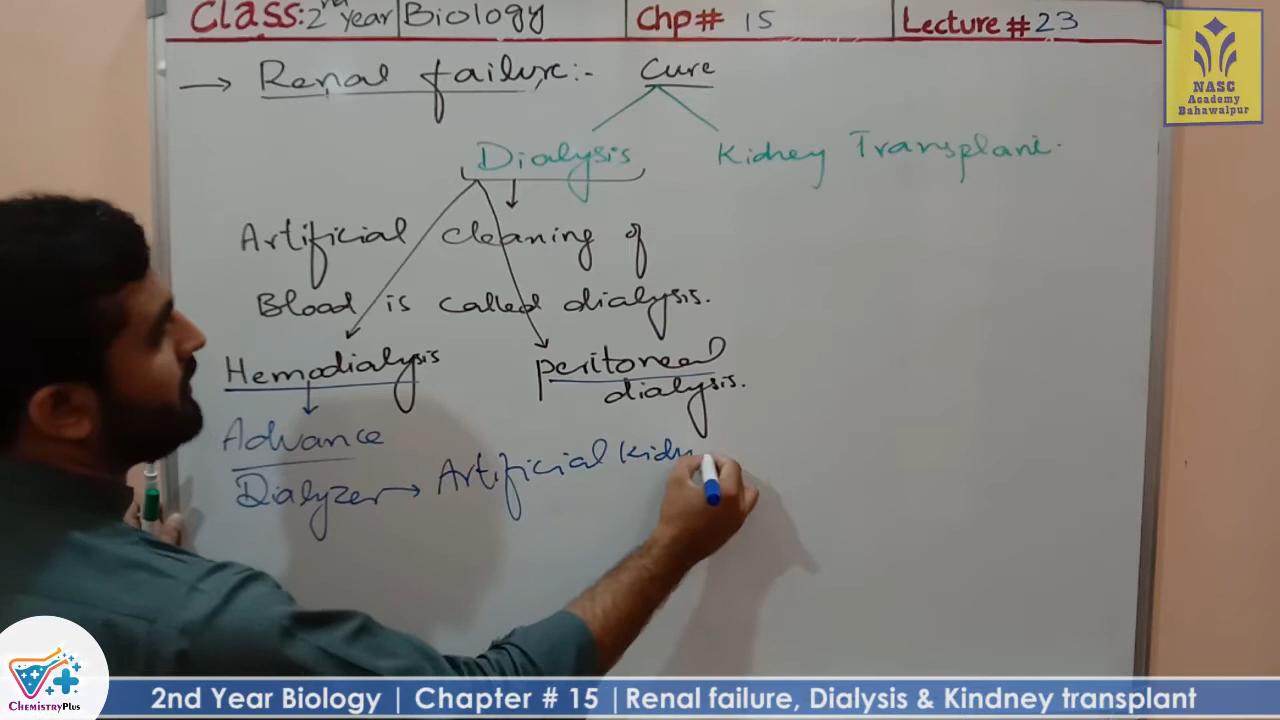 Class: 2nd Year Biology Chp# 15 Lecture # 23
NASC
Academy
Bahawalpur
→ Renal failure:- Cure
Dialysis Kidney Transplant.
Artificial cleaning of
Blood is called dialysis.
Hemodialysis peritoneal
dialysis.
Advance
Dialyzer → Artificial Kidn
ChemistryPlus
2nd Year Biology | Chapter # 15 | Renal failure, Dialysis & Kindney transplant